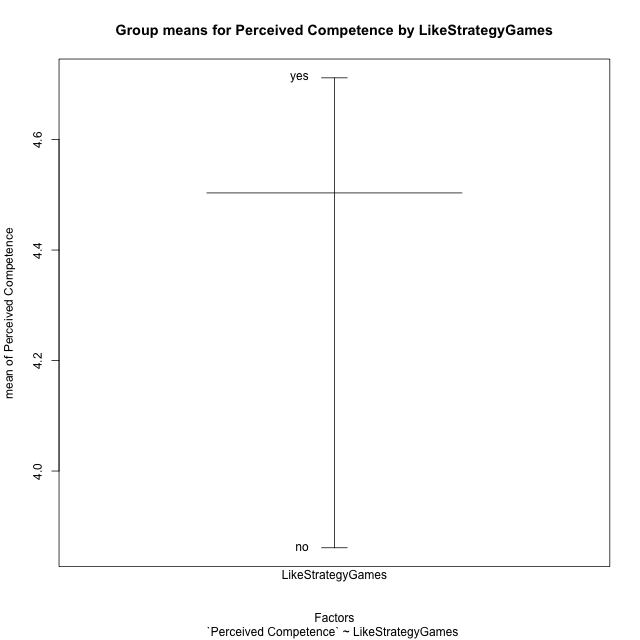 Group means for Perceived Competence by LikeStrategyGames
yes
4.6
4.4
mean of Perceived Competence
4.2
4.0
no
LikeStrategyGames
Factors
`Perceived Competence` ~ LikeStrategyGames